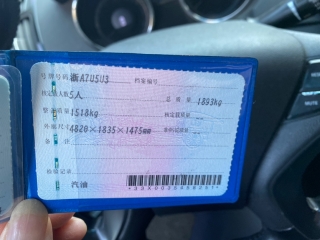 号牌号码 浙A7U5U3 档案编号
核定载人数 5人 总质量 1893kg
整备质量 1518kg 核定载质量 --
外廓尺寸 4820×1835×1475mm 准牵引总质量 --
备注
检验记录
汽油